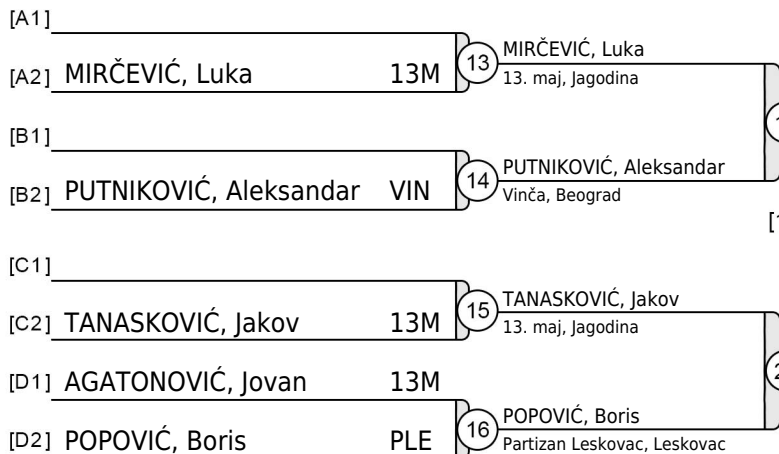 [A1]
[A2] MIRČEVIĆ, Luka 13M
13 MIRČEVIĆ, Luka
13. maj, Jagodina
[B1]
[B2] PUTNIKOVIĆ, Aleksandar VIN
14 PUTNIKOVIĆ, Aleksandar
Vinča, Beograd
[C1]
[C2] TANASKOVIĆ, Jakov 13M
15 TANASKOVIĆ, Jakov
13. maj, Jagodina
[D1] AGATONOVIĆ, Jovan 13M
[D2] POPOVIĆ, Boris PLE
16 POPOVIĆ, Boris
Partizan Leskovac, Leskovac